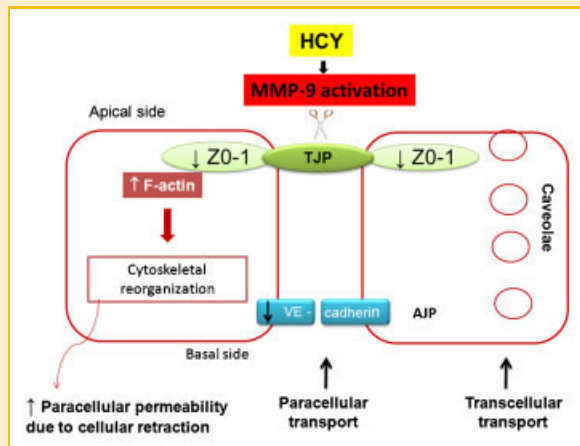 HCY
MMP-9 activation
Apical side
↓ Z0-1
TJP
↓ Z0-1
↑ F-actin
Caveolae
Cytoskeletal
reorganization
↓ VE - cadherin
AJP
Basal side
↑ Paracellular permeability
due to cellular retraction
Paracellular
transport
Transcellular
transport